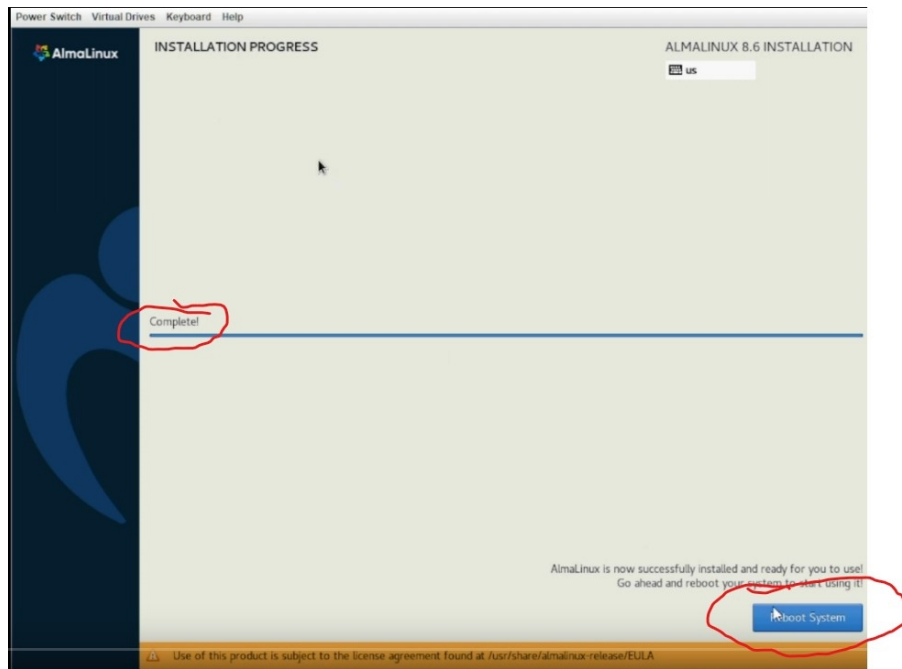 Power Switch Virtual Drives Keyboard Help
AlmaLinux
INSTALLATION PROGRESS
ALMALINUX 8.6 INSTALLATION
us
Complete!
AlmaLinux is now successfully installed and ready for you to use!
Go ahead and reboot your system to start using it!
Reboot System
Use of this product is subject to the license agreement found at /usr/share/almalinux-release/EULA